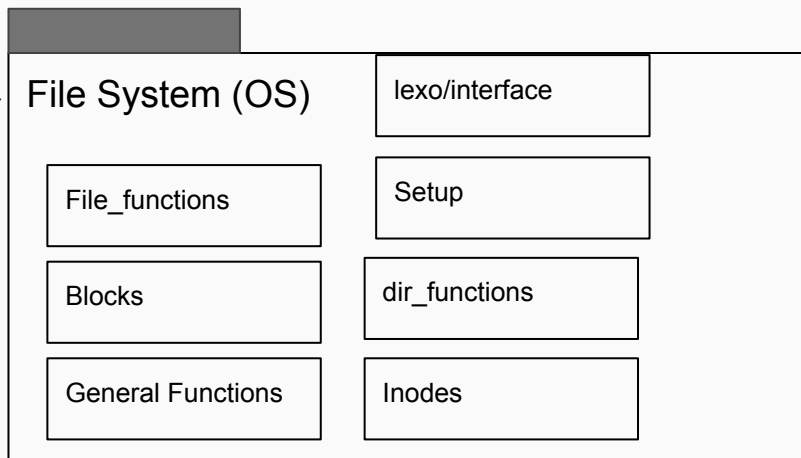 File System (OS)
lexo/interface
File_functions
Setup
Blocks
dir_functions
General Functions
Inodes